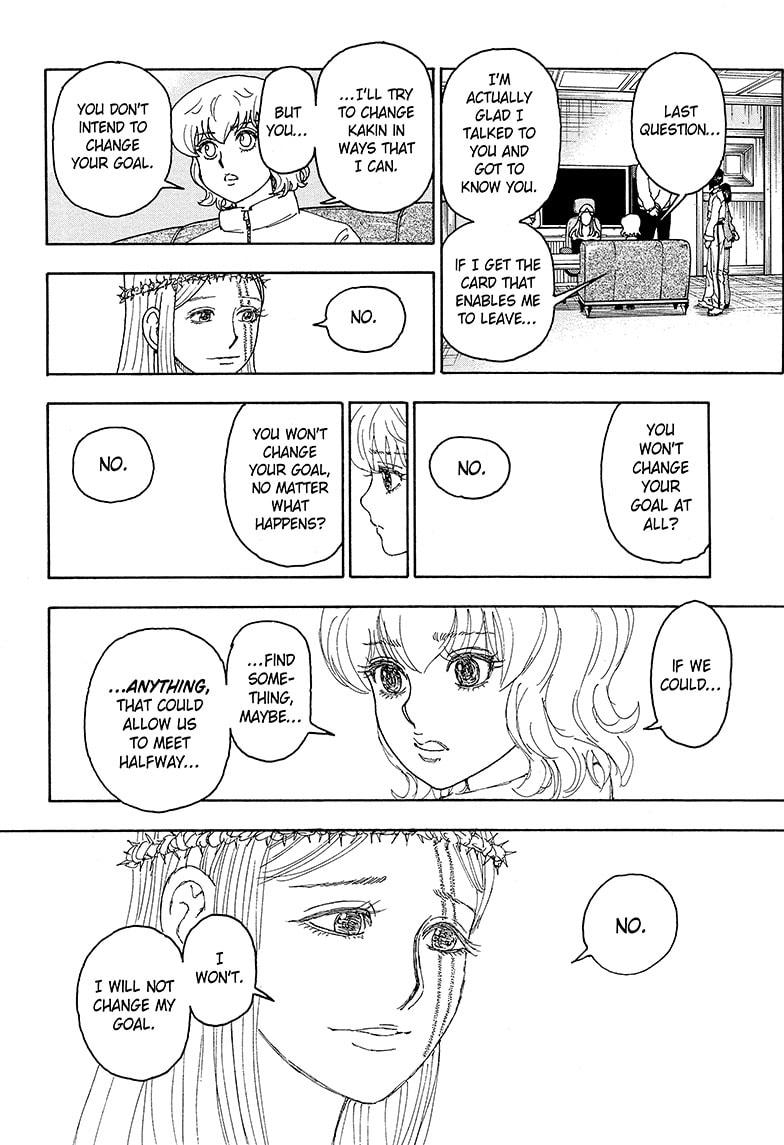 LAST
QUESTION...
I'M
ACTUALLY
GLAD I
TALKED TO
YOU AND
GOT TO
KNOW YOU.
IF I GET THE
CARD THAT
ENABLES ME
TO LEAVE...
...I'LL TRY
TO CHANGE
KAKIN IN
WAYS THAT
I CAN.
BUT
YOU...
YOU DON'T
INTEND TO
CHANGE
YOUR GOAL.
NO.
YOU
WON'T
CHANGE
YOUR
GOAL AT
ALL?
NO.
YOU WON'T
CHANGE
YOUR GOAL,
NO MATTER
WHAT
HAPPENS?
NO.
IF WE
COULD...
...FIND
SOME-
THING,
MAYBE...
...ANYTHING,
THAT COULD
ALLOW US
TO MEET
HALFWAY...
NO.
I
WON'T.
I WILL NOT
CHANGE MY
GOAL.